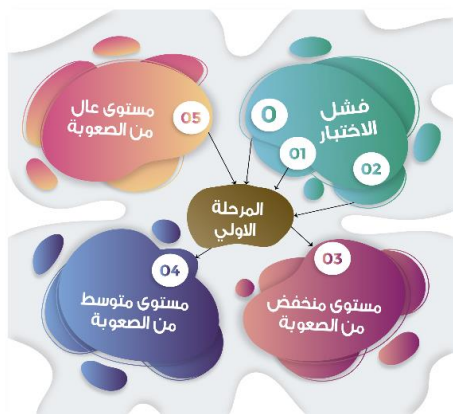 فشل
الاختبار
0
01
02
مستوى عال
من الصعوبة
05
المرحلة
الاولي
03
مستوى منخفض
من الصعوبة
04
مستوى متوسط
من الصعوبة